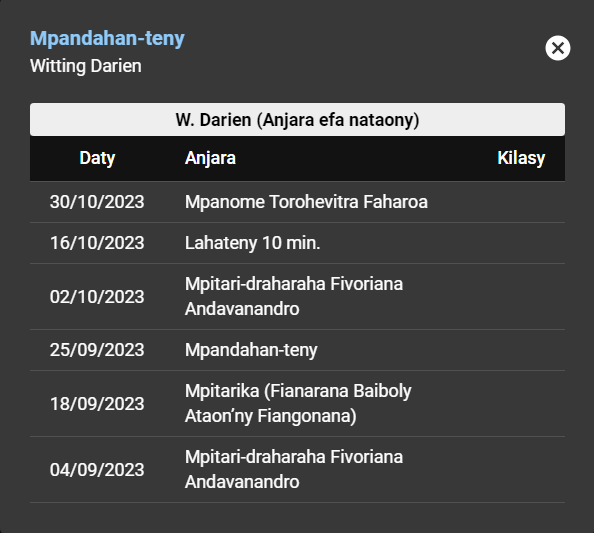 Mpandahan-teny
Witting Darien
W. Darien (Anjara efa nataony)
Daty Anjara Kilasy
30/10/2023 Mpanome Torohevitra Faharoa
16/10/2023 Lahateny 10 min.
02/10/2023 Mpitari-draharaha Fivoriana
Andavanandro
25/09/2023 Mpandahan-teny
18/09/2023 Mpitarika (Fianarana Baiboly
Ataon’ny Fiangonana)
04/09/2023 Mpitari-draharaha Fivoriana
Andavanandro